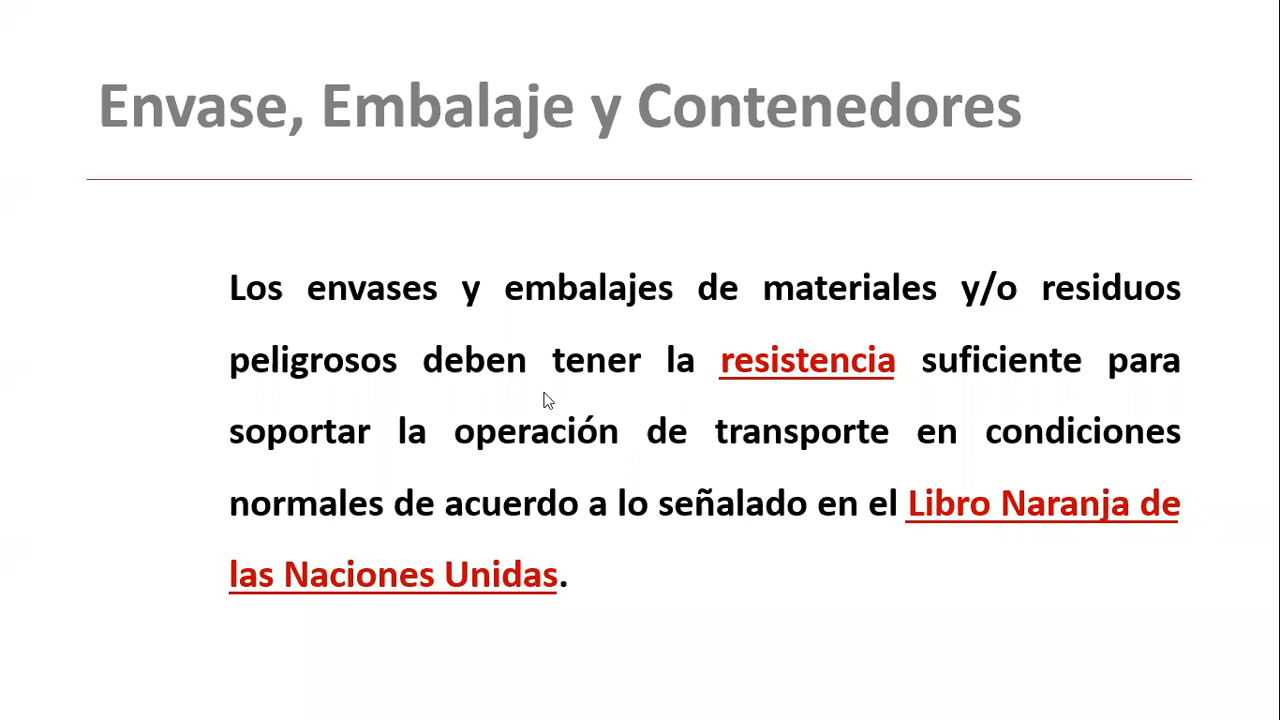 Envase, Embalaje y Contenedores
Los envases y embalajes de materiales y/o residuos
peligrosos deben tener la resistencia suficiente para
soportar la operación de transporte en condiciones
normales de acuerdo a lo señalado en el Libro Naranja de
las Naciones Unidas.